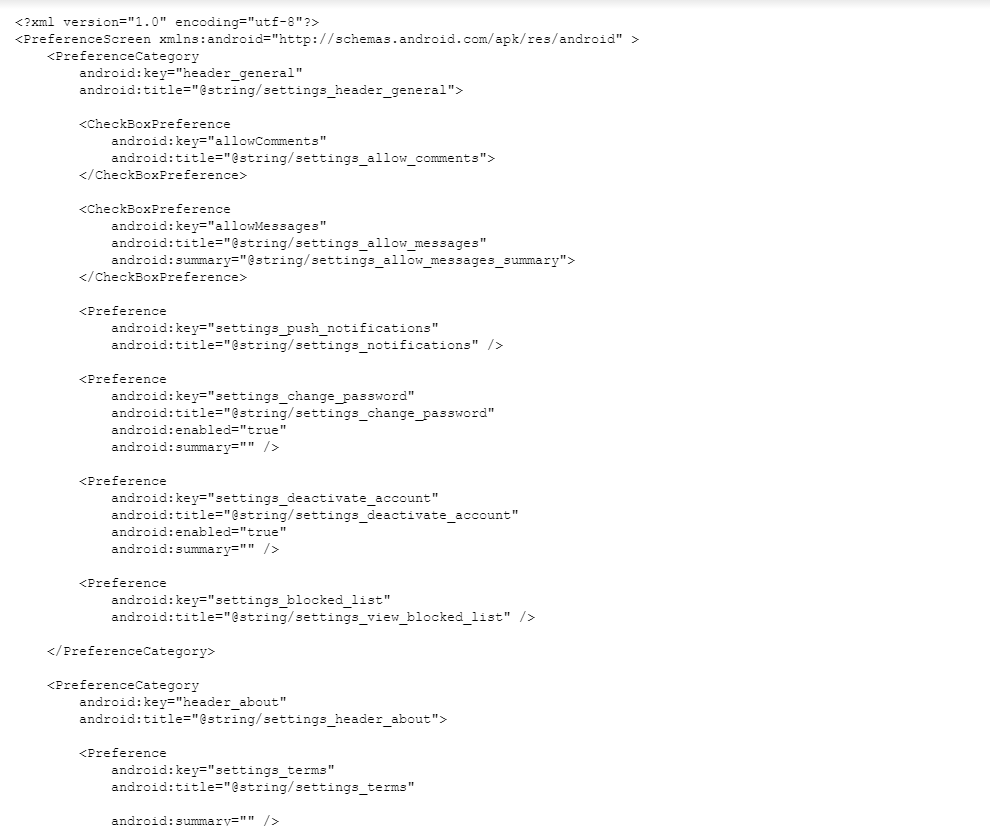 <?xml version="1.0" encoding="utf-8"?>
<PreferenceScreen xmlns:android="http://schemas.android.com/apk/res/android" >
    <PreferenceCategory
        android:key="header_general"
        android:title="@string/settings_header_general">

        <CheckBoxPreference
            android:key="allowComments"
            android:title="@string/settings_allow_comments">
        </CheckBoxPreference>

        <CheckBoxPreference
            android:key="allowMessages"
            android:title="@string/settings_allow_messages"
            android:summary="@string/settings_allow_messages_summary">
        </CheckBoxPreference>

        <Preference
            android:key="settings_push_notifications"
            android:title="@string/settings_notifications" />

        <Preference
            android:key="settings_change_password"
            android:title="@string/settings_change_password"
            android:enabled="true"
            android:summary="" />

        <Preference
            android:key="settings_deactivate_account"
            android:title="@string/settings_deactivate_account"
            android:enabled="true"
            android:summary="" />

        <Preference
            android:key="settings_blocked_list"
            android:title="@string/settings_view_blocked_list" />

    </PreferenceCategory>

    <PreferenceCategory
        android:key="header_about"
        android:title="@string/settings_header_about">

        <Preference
            android:key="settings_terms"
            android:title="@string/settings_terms"

            android:summary="" />